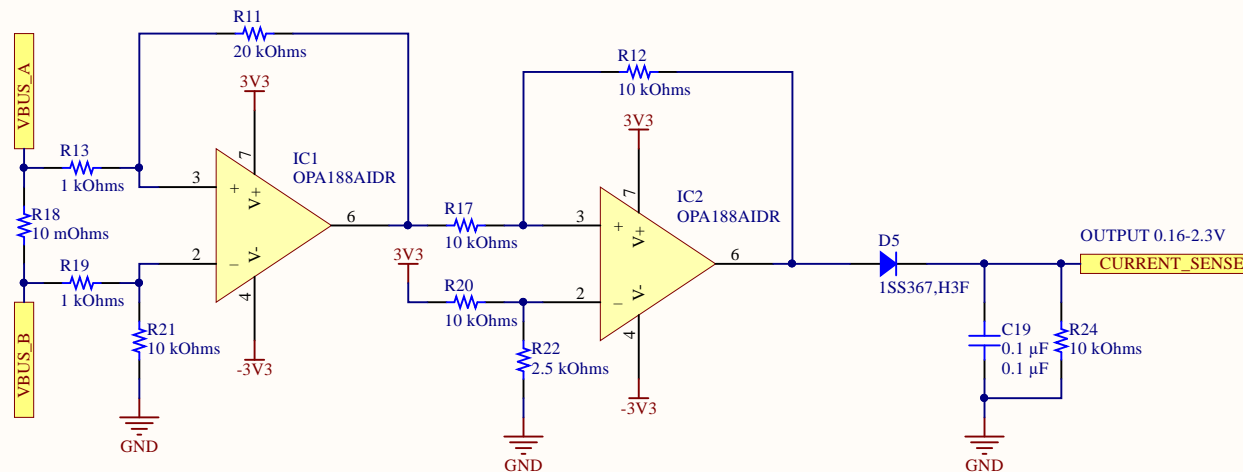 R11
20 kOhms
VBUS_A
3V3
R12
10 kOhms
3V3
R13
1 kOhms
7
IC1
OPA188AIDR
3
+
V+
6
R18
10 mOhms
R19
1 kOhms
2
−
V-
4
R17
10 kOhms
7
IC2
OPA188AIDR
3
+
V+
6
D5
1SS367,H3F
OUTPUT 0.16-2.3V
CURRENT_SENSE
3V3
R20
10 kOhms
2
−
V-
4
VBUS_B
R21
10 kOhms
-3V3
GND
R22
2.5 kOhms
-3V3
GND
C19
0.1 µF
0.1 µF
R24
10 kOhms
GND